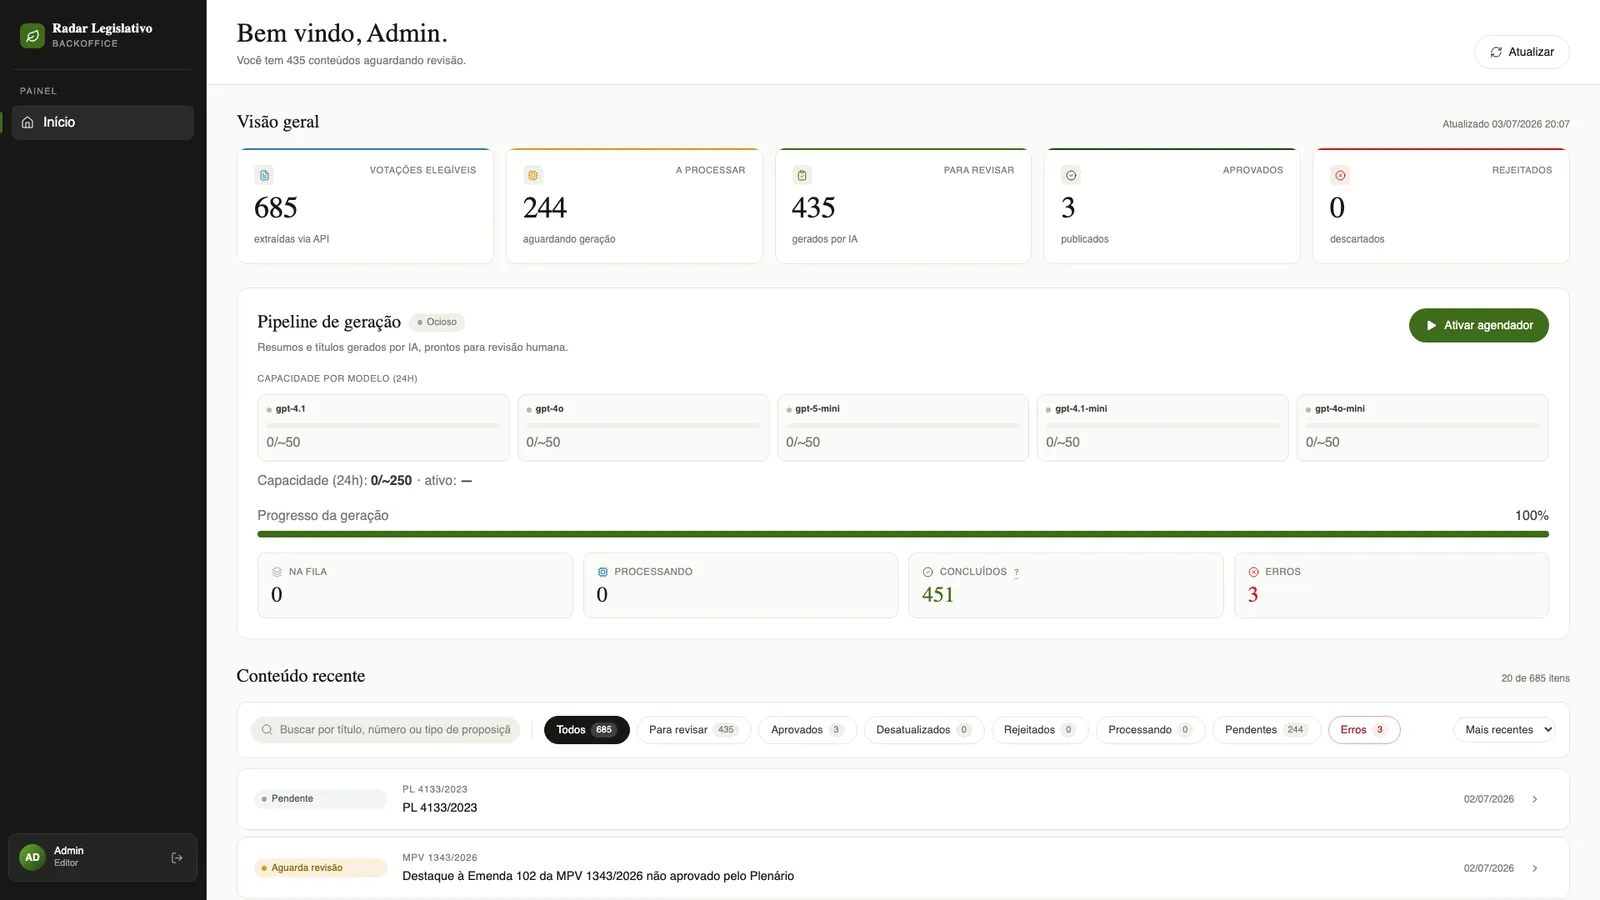 Radar Legislativo
BACKOFFICE
PAINEL
Início
AD
Admin
Editor
Bem vindo, Admin.
Você tem 435 conteúdos aguardando revisão.
Atualizar
Visão geral
Atualizado 03/07/2026 20:07
VOTAÇÕES ELEGÍVEIS
685
extraídas via API
A PROCESSAR
244
aguardando geração
PARA REVISAR
435
gerados por IA
APROVADOS
3
publicados
REJEITADOS
0
descartados
Pipeline de geração
Ocioso
Resumos e títulos gerados por IA, prontos para revisão humana.
Ativar agendador
CAPACIDADE POR MODELO (24H)
gpt-4.1
0/~50
gpt-4o
0/~50
gpt-5-mini
0/~50
gpt-4.1-mini
0/~50
gpt-4o-mini
0/~50
Capacidade (24h): 0/~250 · ativo: —
Progresso da geração
100%
NA FILA
0
PROCESSANDO
0
CONCLUÍDOS ?
451
ERROS
3
Conteúdo recente
20 de 685 itens
Buscar por título, número ou tipo de proposiçã
Todos 685
Para revisar 435
Aprovados 3
Desatualizados 0
Rejeitados 0
Processando 0
Pendentes 244
Erros 3
Mais recentes
Pendente
PL 4133/2023
PL 4133/2023
02/07/2026
Aguarda revisão
MPV 1343/2026
Destaque à Emenda 102 da MPV 1343/2026 não aprovado pelo Plenário
02/07/2026